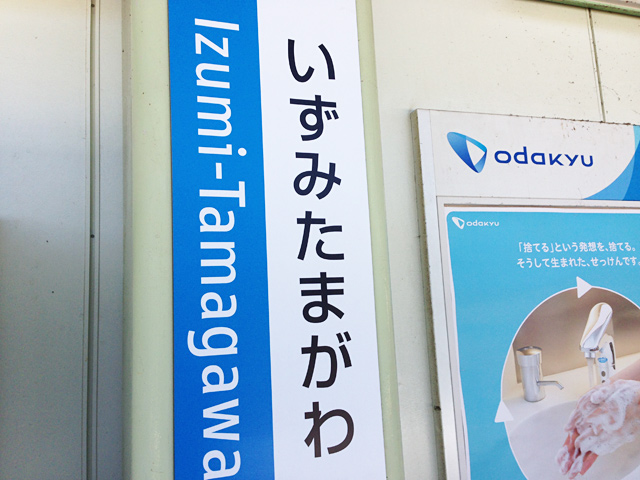 Izumi-Tamagawa
いずみたまがわ
ODAKYU
ODAKYU
「捨てる」という発想を、捨てる。
そうして生まれた、せっけんです。